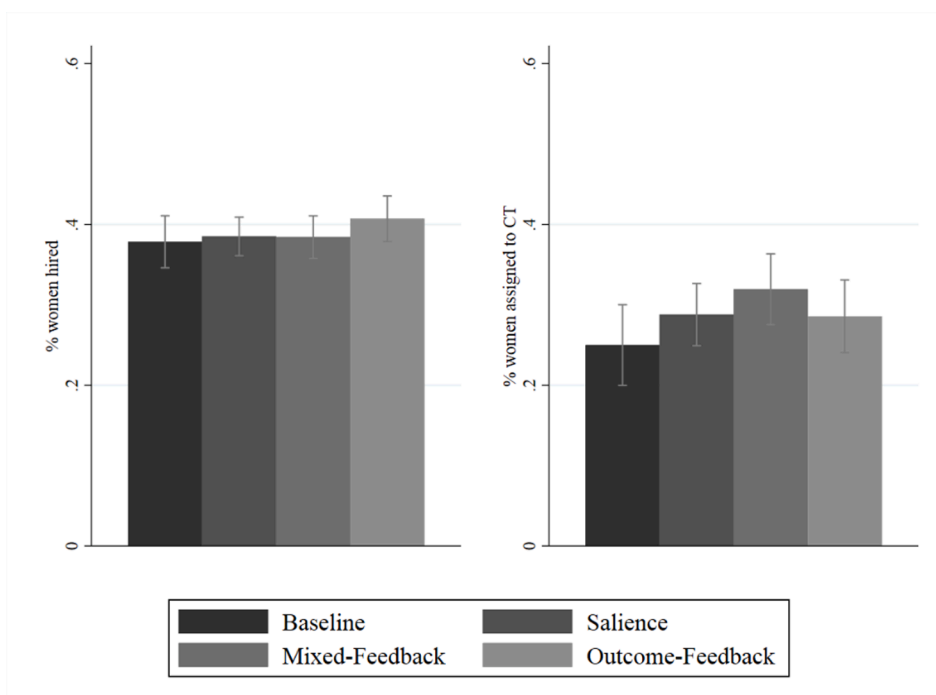 .6
.4
.2
0
% women hired
.6
.4
.2
0
% women assigned to CT
Baseline
Salience
Mixed-Feedback
Outcome-Feedback